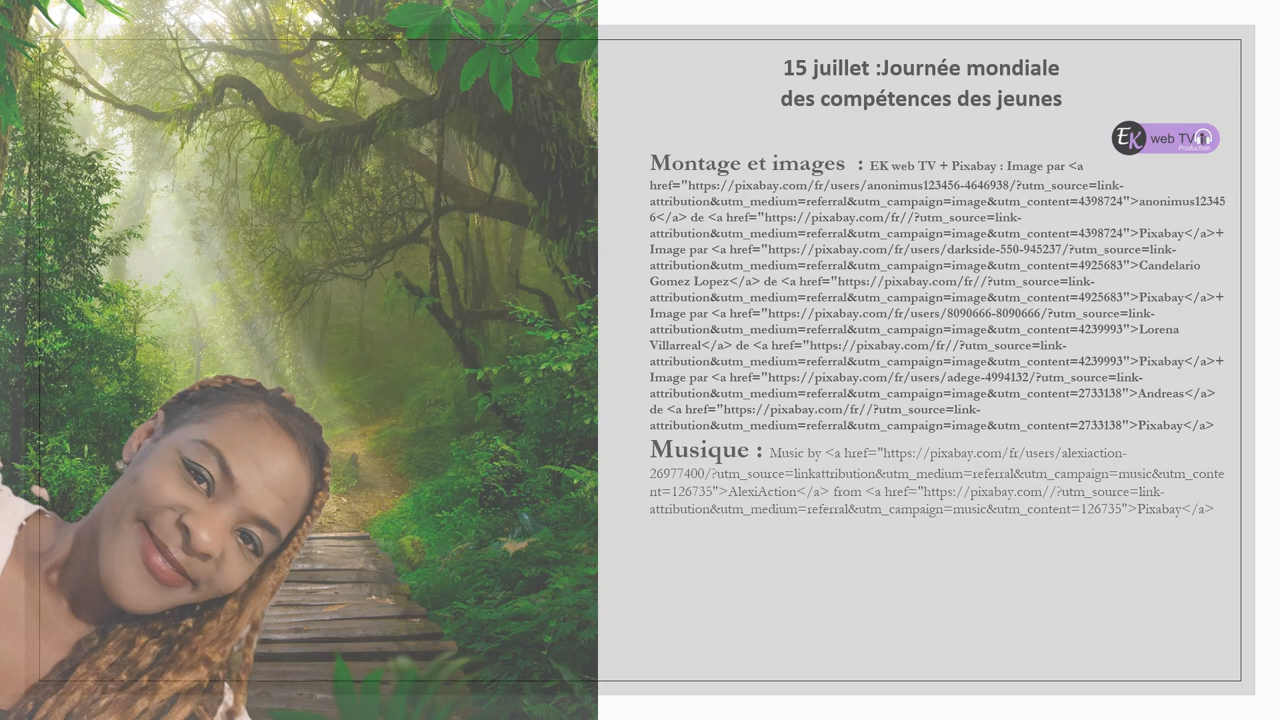 15 juillet :Journée mondiale
des compétences des jeunes
EK web TV Production
Montage et images : EK web TV + Pixabay : Image par <a
href="https://pixabay.com/fr/users/anonimus123456-4646938/?utm_source=link-
attribution&utm_medium=referral&utm_campaign=image&utm_content=4398724">anonimus12345
6</a> de <a href="https://pixabay.com/fr//?utm_source=link-
attribution&utm_medium=referral&utm_campaign=image&utm_content=4398724">Pixabay</a>+
Image par <a href="https://pixabay.com/fr/users/darkside-550-945237/?utm_source=link-
attribution&utm_medium=referral&utm_campaign=image&utm_content=4925683">Candelario
Gomez Lopez</a> de <a href="https://pixabay.com/fr//?utm_source=link-
attribution&utm_medium=referral&utm_campaign=image&utm_content=4925683">Pixabay</a>+
Image par <a href="https://pixabay.com/fr/users/8090666-8090666/?utm_source=link-
attribution&utm_medium=referral&utm_campaign=image&utm_content=4239993">Lorena
Villarreal</a> de <a href="https://pixabay.com/fr//?utm_source=link-
attribution&utm_medium=referral&utm_campaign=image&utm_content=4239993">Pixabay</a>+
Image par <a href="https://pixabay.com/fr/users/adege-4994132/?utm_source=link-
attribution&utm_medium=referral&utm_campaign=image&utm_content=2733138">Andreas</a>
de <a href="https://pixabay.com/fr//?utm_source=link-
attribution&utm_medium=referral&utm_campaign=image&utm_content=2733138">Pixabay</a>
Musique : Music by <a href="https://pixabay.com/fr/users/alexiaction-
26977400/?utm_source=linkattribution&utm_medium=referral&utm_campaign=music&utm_conte
nt=126735">AlexiAction</a> from <a href="https://pixabay.com//?utm_source=link-
attribution&utm_medium=referral&utm_campaign=music&utm_content=126735">Pixabay</a>